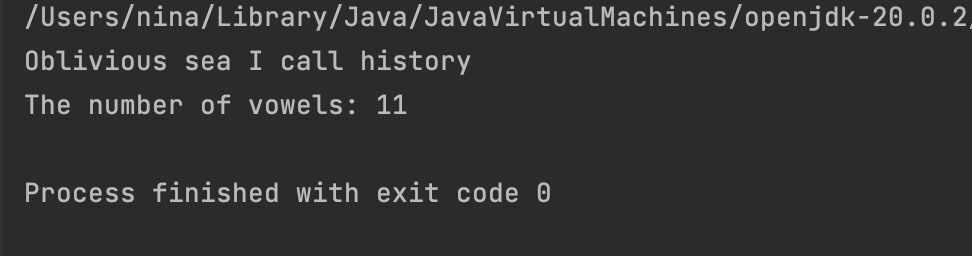 /Users/nina/Library/Java/JavaVirtualMachines/openjdk-20.0.2/
Oblivious sea I call history
The number of vowels: 11
Process finished with exit code 0